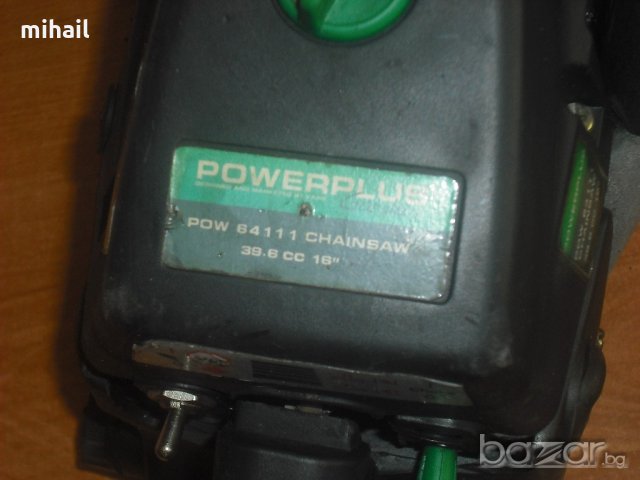 mihail
POWERPLUS
POW 64111 CHAINSAW
39.6 CC 16"
bazar.bg